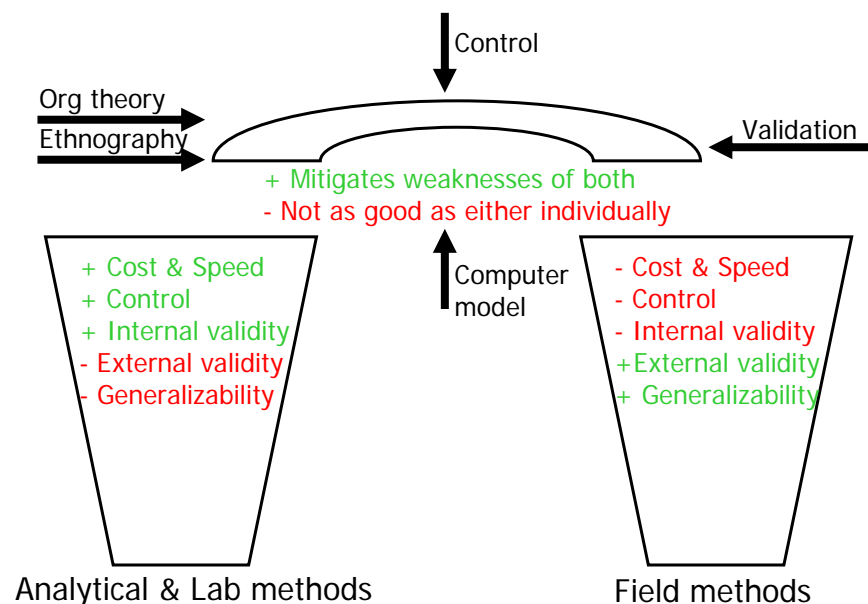 Control
Org theory
Ethnography
Validation
+ Mitigates weaknesses of both
- Not as good as either individually
Computer
model
+ Cost & Speed
+ Control
+ Internal validity
- External validity
- Generalizability
- Cost & Speed
- Control
- Internal validity
+External validity
+ Generalizability
Analytical & Lab methods
Field methods